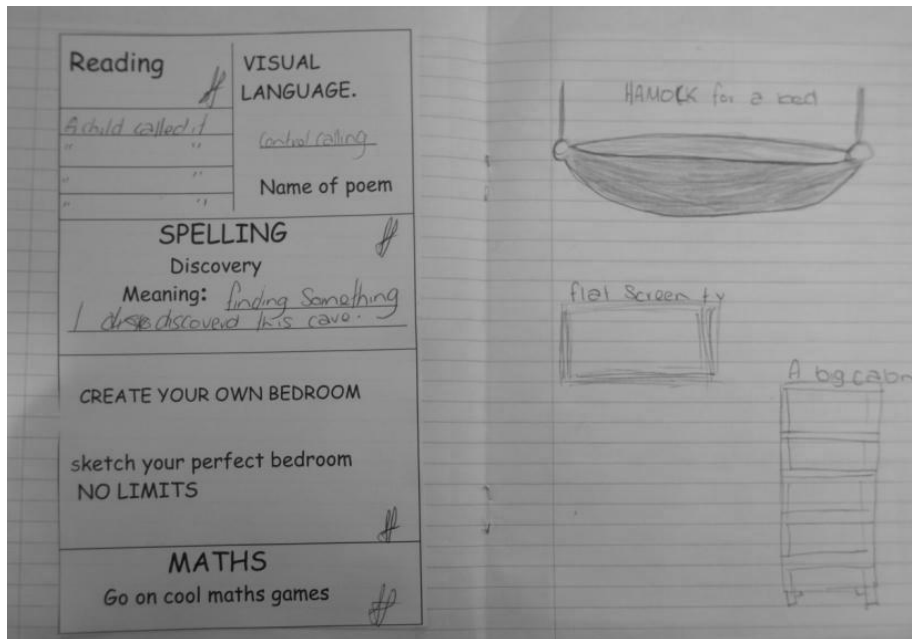 Reading
A child called it
" "
" "
" "
VISUAL
LANGUAGE.
Control calling
Name of poem
SPELLING
Discovery
Meaning: finding Something
I discoverd this cave.
CREATE YOUR OWN BEDROOM
sketch your perfect bedroom
NO LIMITS
MATHS
Go on cool maths games
HAMOCK for a bed
flat Screen tv
A big